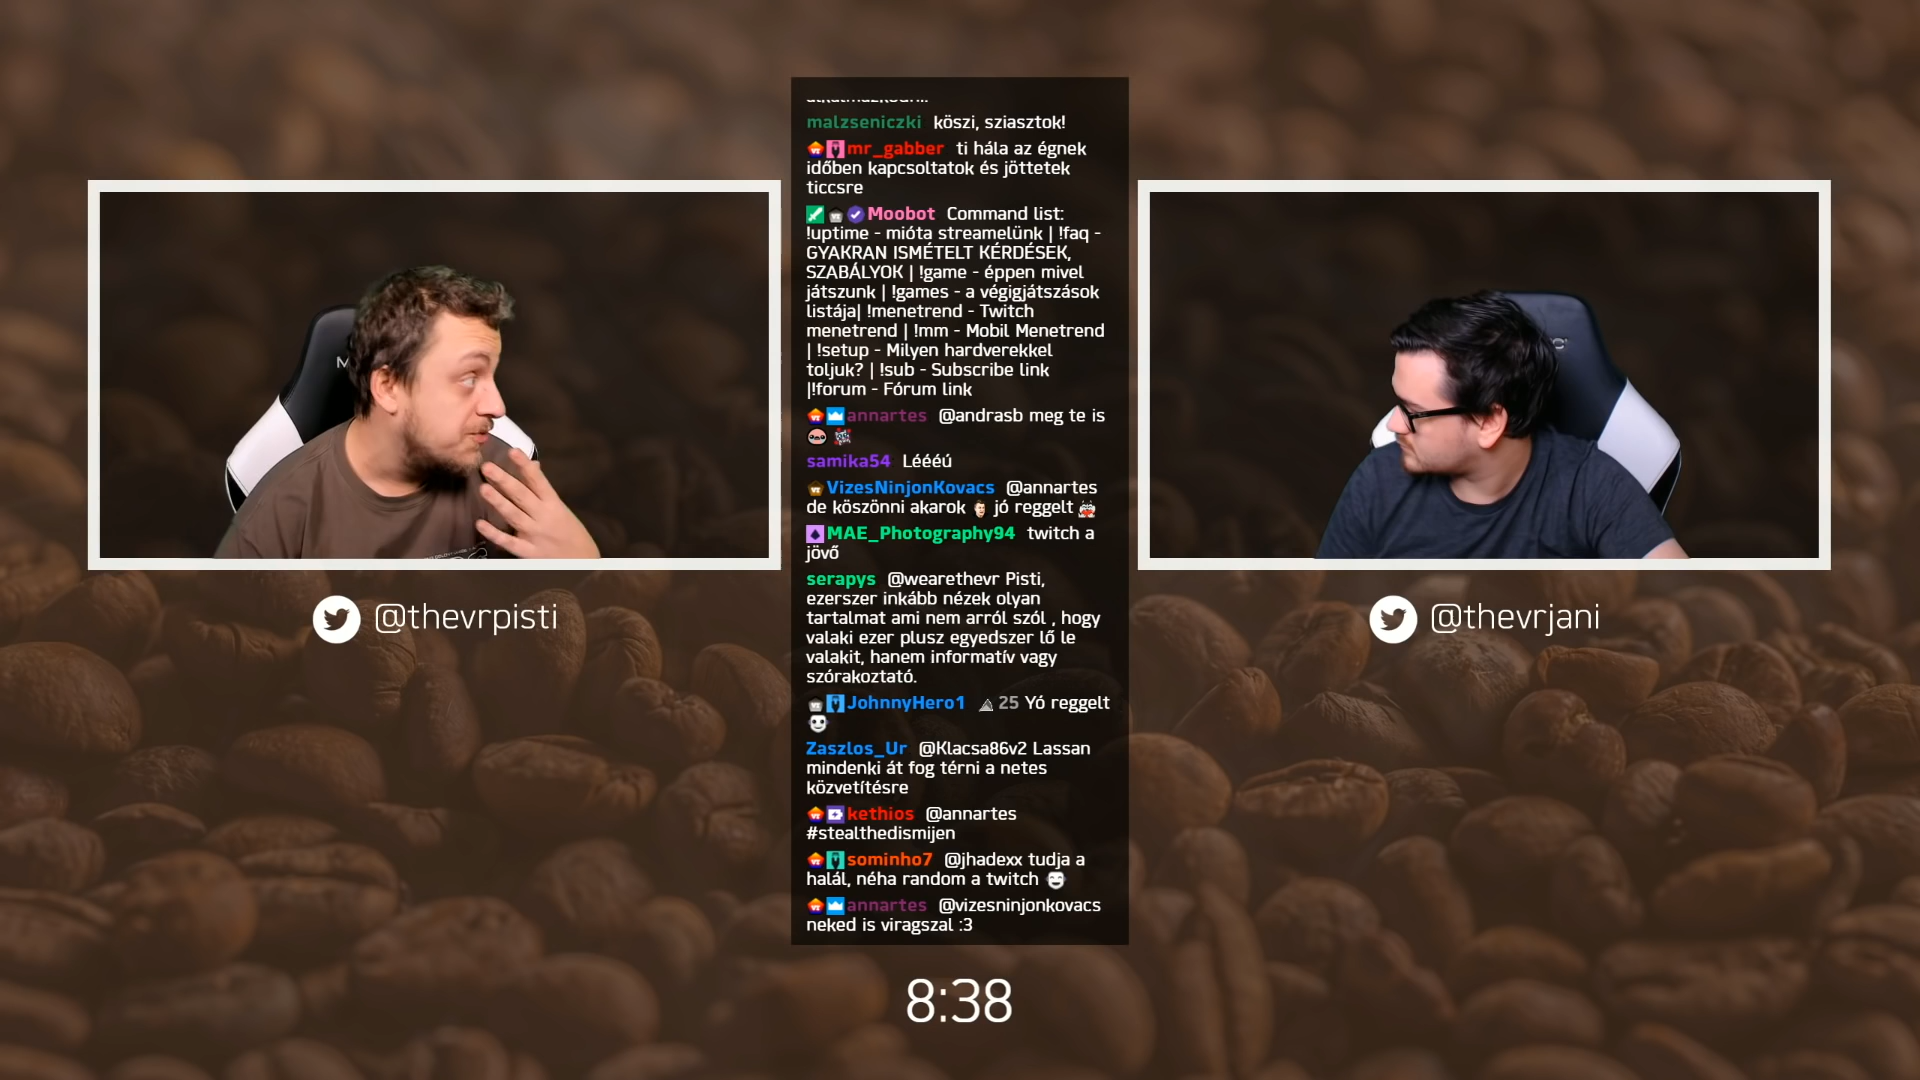 malzseniczki köszi, sziasztok!
mr_gabber ti hála az égnek
időben kapcsoltatok és jöttetek
ticcsre
Moobot Command list:
!uptime - mióta streamelünk | !faq -
GYAKRAN ISMÉTELT KÉRDÉSEK,
SZABÁLYOK | !game - éppen mivel
játszunk | !games - a végigjátszások
listája| !menetrend - Twitch
menetrend | !mm - Mobil Menetrend
| !setup - Milyen hardverekkel
toljuk? | !sub - Subscribe link
|!forum - Fórum link
annartes @andrasb meg te is
samika54 Léééú
VizesNinjonKovacs @annartes
de köszönni akarok jó reggelt
MAE_Photography94 twitch a
jövő
serapys @wearethevr Pisti,
ezerszer inkább nézek olyan
tartalmat ami nem arról szól , hogy
valaki ezer plusz egyedszer lő le
valakit, hanem informatív vagy
szórakoztató.
JohnnyHero1 25 Yó reggelt
Zaszlos_Ur @Klacsa86v2 Lassan
mindenki át fog térni a netes
közvetítésre
kethios @annartes
#stealthedismijen
sominho7 @jhadexx tudja a
halál, néha random a twitch
annartes @vizesninjonkovacs
neked is viragszal :3
@thevrpisti
@thevrjani
8:38